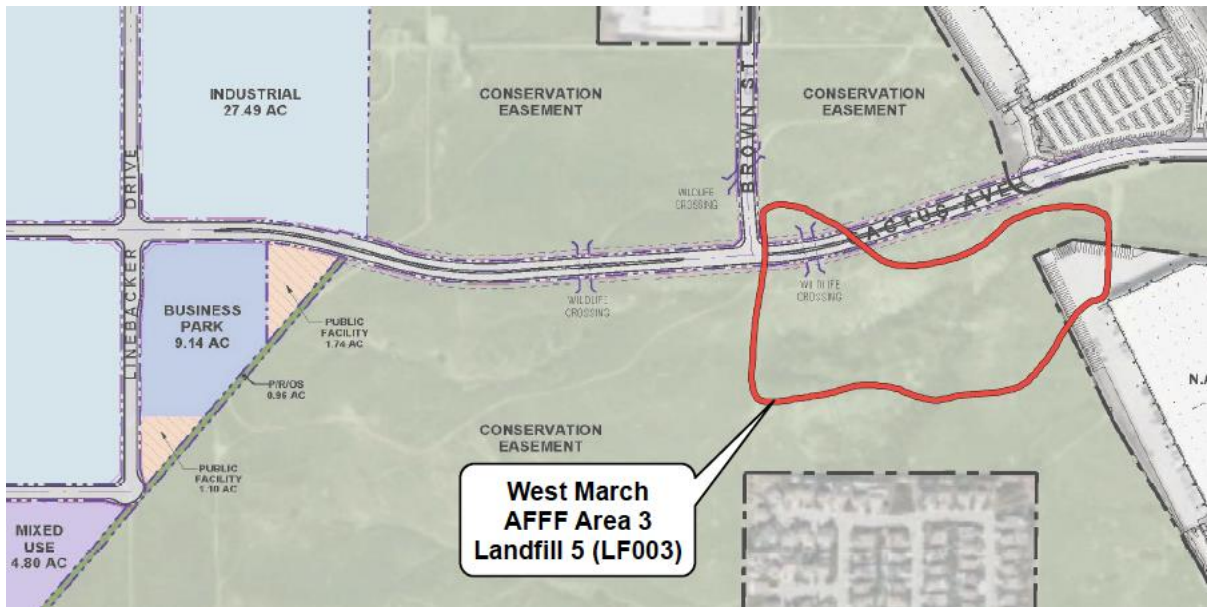 INDUSTRIAL
27.49 AC
CONSERVATION
EASEMENT
CONSERVATION
EASEMENT
BROWN ST.
DRIVE
LINEBACKER
WILDLIFE
CROSSING
ACTUS AVE
WILDLIFE
CROSSING
WILDLIFE
CROSSING
BUSINESS
PARK
9.14 AC
PUBLIC
FACILITY
1.74 AC
P/R/OS
0.96 AC
CONSERVATION
EASEMENT
PUBLIC
FACILITY
1.10 AC
MIXED
USE
4.80 AC
West March
AFFF Area 3
Landfill 5 (LF003)